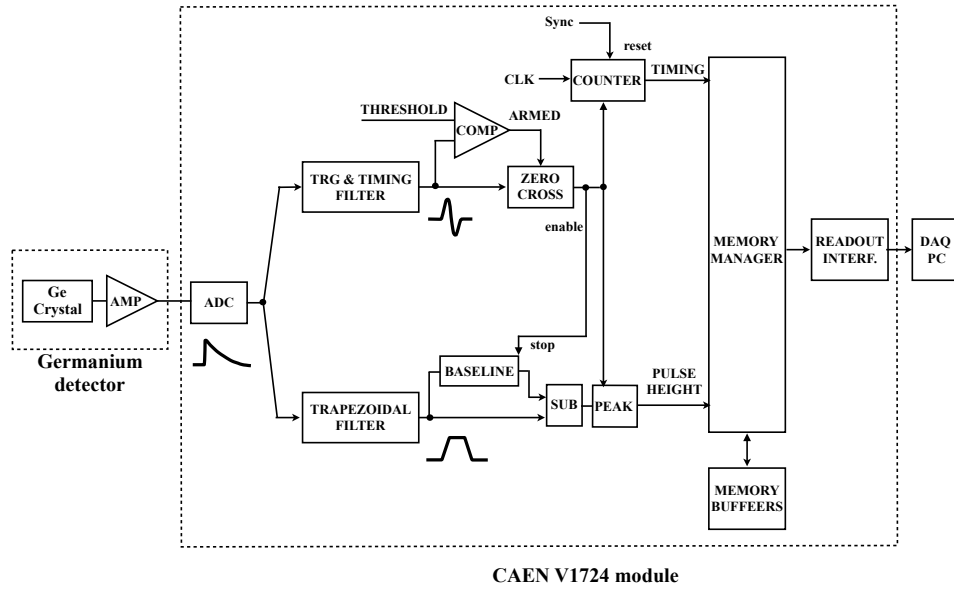 Sync
reset
CLK
COUNTER
TIMING
THRESHOLD
COMP
ARMED
TRG & TIMING
FILTER
ZERO
CROSS
enable
MEMORY
MANAGER
READOUT
INTERF.
DAQ
PC
Ge
Crystal
AMP
ADC
Germanium
detector
stop
BASELINE
TRAPEZOIDAL
FILTER
SUB
PEAK
PULSE
HEIGHT
MEMORY
BUFFEERS
CAEN V1724 module